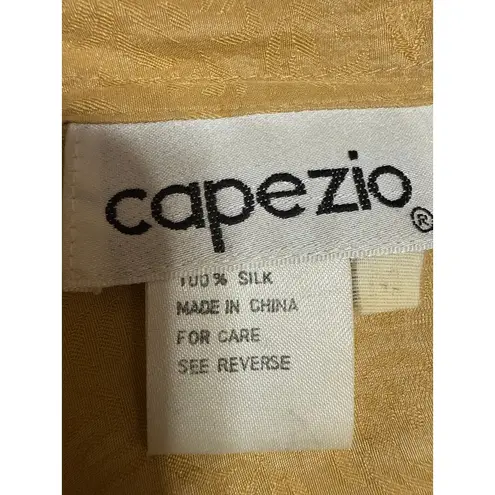 capezio®
100% SILK
MADE IN CHINA
FOR CARE
SEE REVERSE